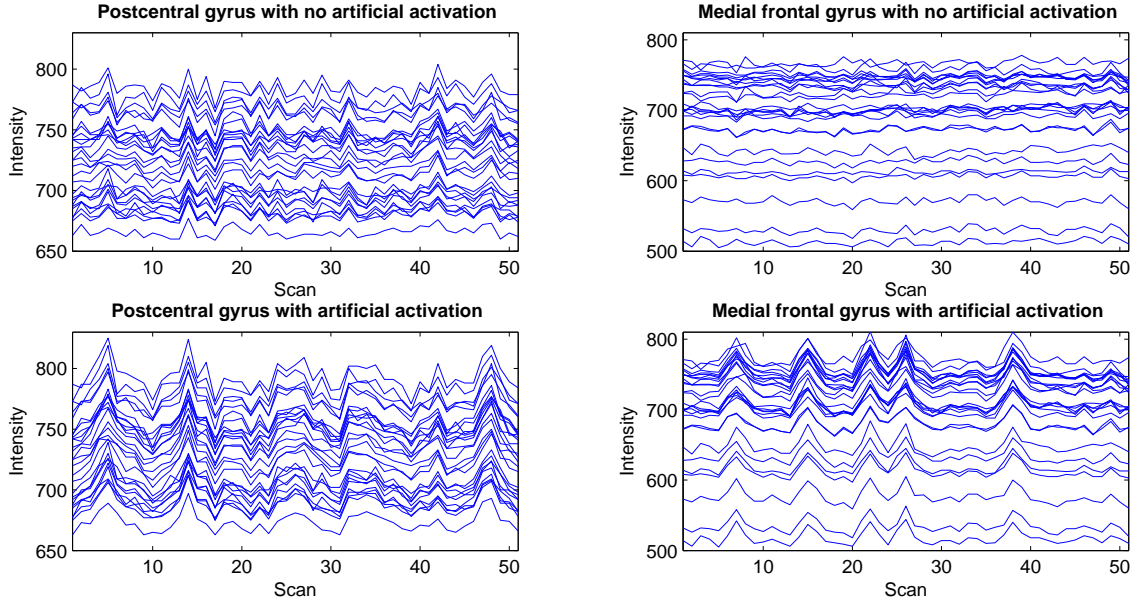 Postcentral gyrus with no artificial activation
800
750
700
650
Intensity
10 20 30 40 50
Scan
Medial frontal gyrus with no artificial activation
800
700
600
500
Intensity
10 20 30 40 50
Scan
Postcentral gyrus with artificial activation
800
750
700
650
Intensity
10 20 30 40 50
Scan
Medial frontal gyrus with artificial activation
800
700
600
500
Intensity
10 20 30 40 50
Scan